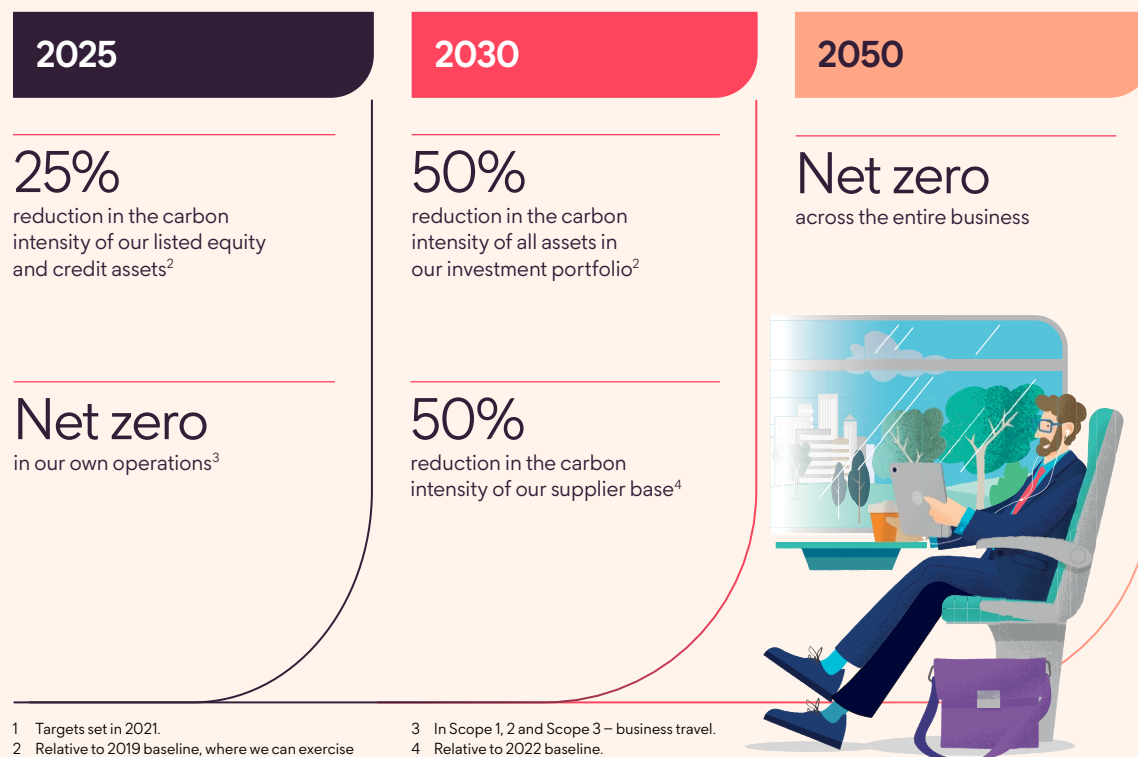 2025
25%
reduction in the carbon
intensity of our listed equity
and credit assets2
Net zero
in our own operations3
2030
50%
reduction in the carbon
intensity of all assets in
our investment portfolio2
50%
reduction in the carbon
intensity of our supplier base4
2050
Net zero
across the entire business
1 Targets set in 2021.
2 Relative to 2019 baseline, where we can exercise
3 In Scope 1, 2 and Scope 3 – business travel.
4 Relative to 2022 baseline.